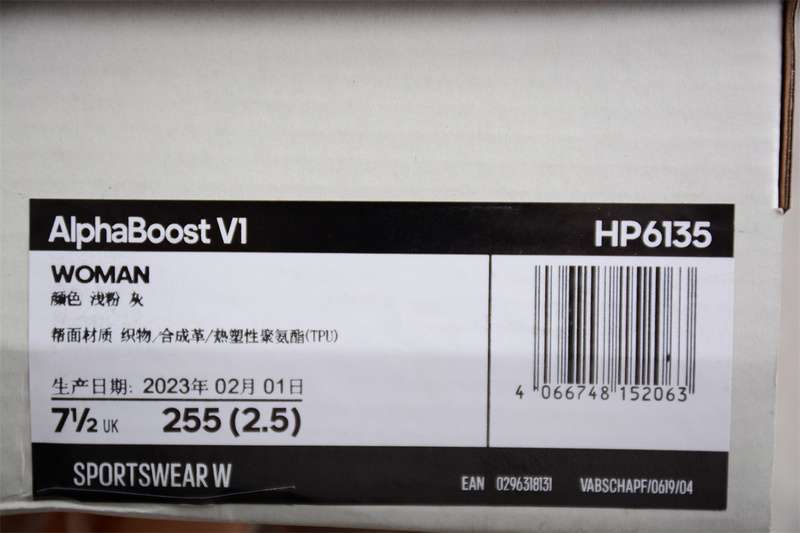 AlphaBoost V1 HP6135
WOMAN
颜色 浅粉 灰
帮面材质 织物/合成革/热塑性聚氨酯(TPU)
生产日期: 2023年 02月 01日
7½ UK 255 (2.5)
4 066748 152063
SPORTSWEAR W EAN 0296318131 VABSCHAPF/0619/04